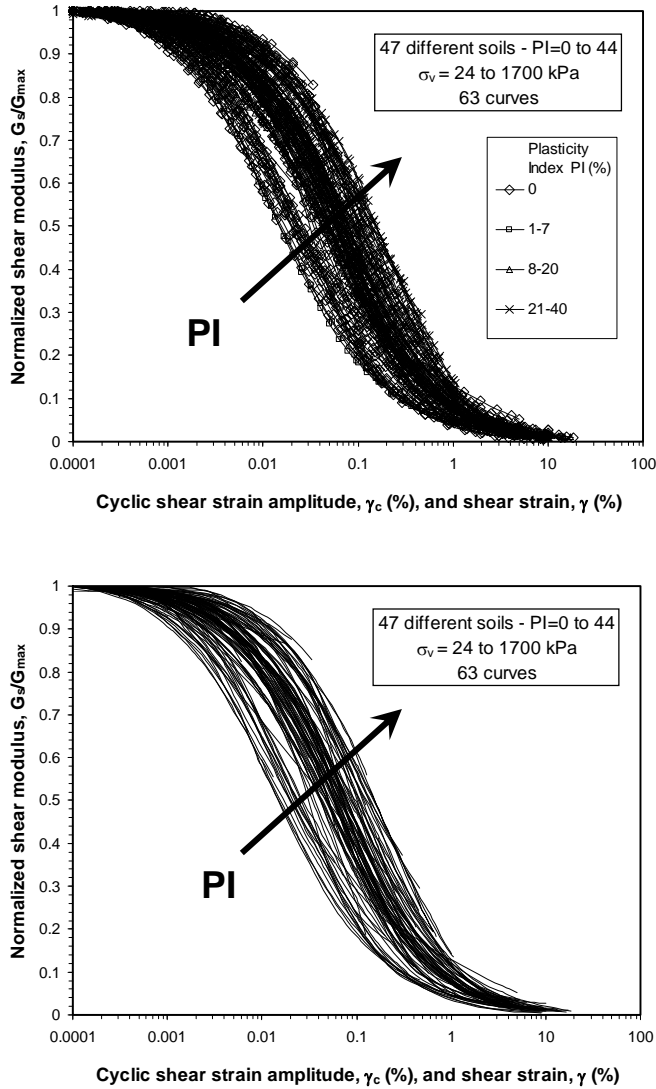 1
0.9
0.8
0.7
0.6
0.5
0.4
0.3
0.2
0.1
0
Normalized shear modulus, Gs/Gmax
47 different soils - PI=0 to 44
σv = 24 to 1700 kPa
63 curves
Plasticity
Index PI (%)
0
1-7
8-20
21-40
PI
0.0001 0.001 0.01 0.1 1 10 100
Cyclic shear strain amplitude, γc (%), and shear strain, γ (%)
1
0.9
0.8
0.7
0.6
0.5
0.4
0.3
0.2
0.1
0
Normalized shear modulus, Gs/Gmax
47 different soils - PI=0 to 44
σv = 24 to 1700 kPa
63 curves
PI
0.0001 0.001 0.01 0.1 1 10 100
Cyclic shear strain amplitude, γc (%), and shear strain, γ (%)